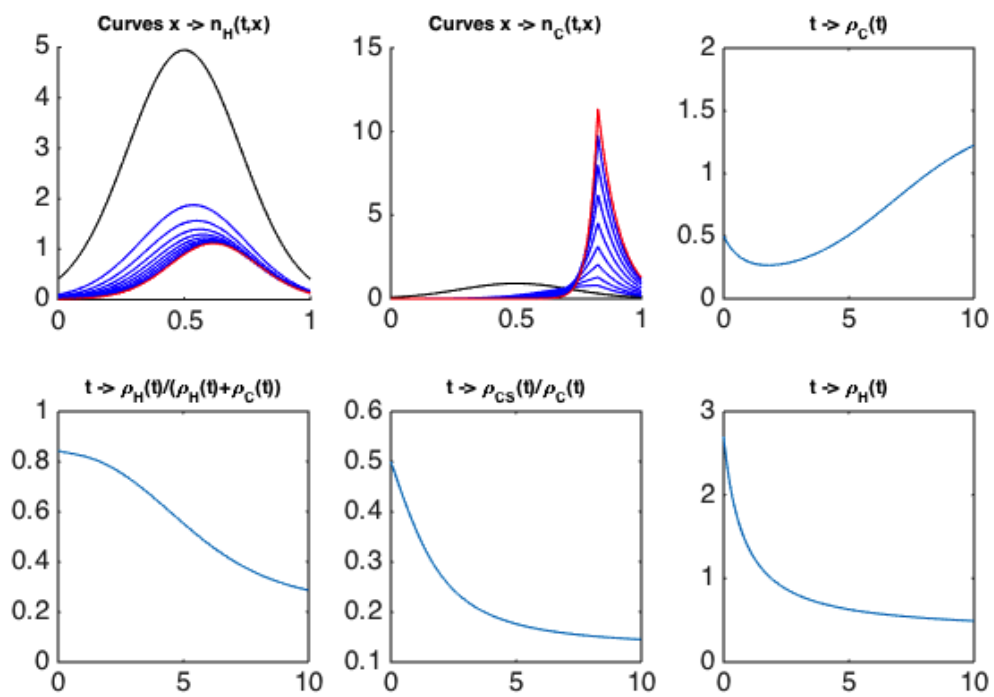 Curves x -> n_H(t,x)
5
4
3
2
1
0
0 0.5 1
Curves x -> n_C(t,x)
15
10
5
0
0 0.5 1
t -> ρ_C(t)
2
1.5
1
0.5
0
0 5 10
t -> ρ_H(t)/(ρ_H(t)+ρ_C(t))
1
0.8
0.6
0.4
0.2
0
0 5 10
t -> ρ_CS(t)/ρ_C(t)
0.6
0.5
0.4
0.3
0.2
0.1
0 5 10
t -> ρ_H(t)
3
2
1
0
0 5 10